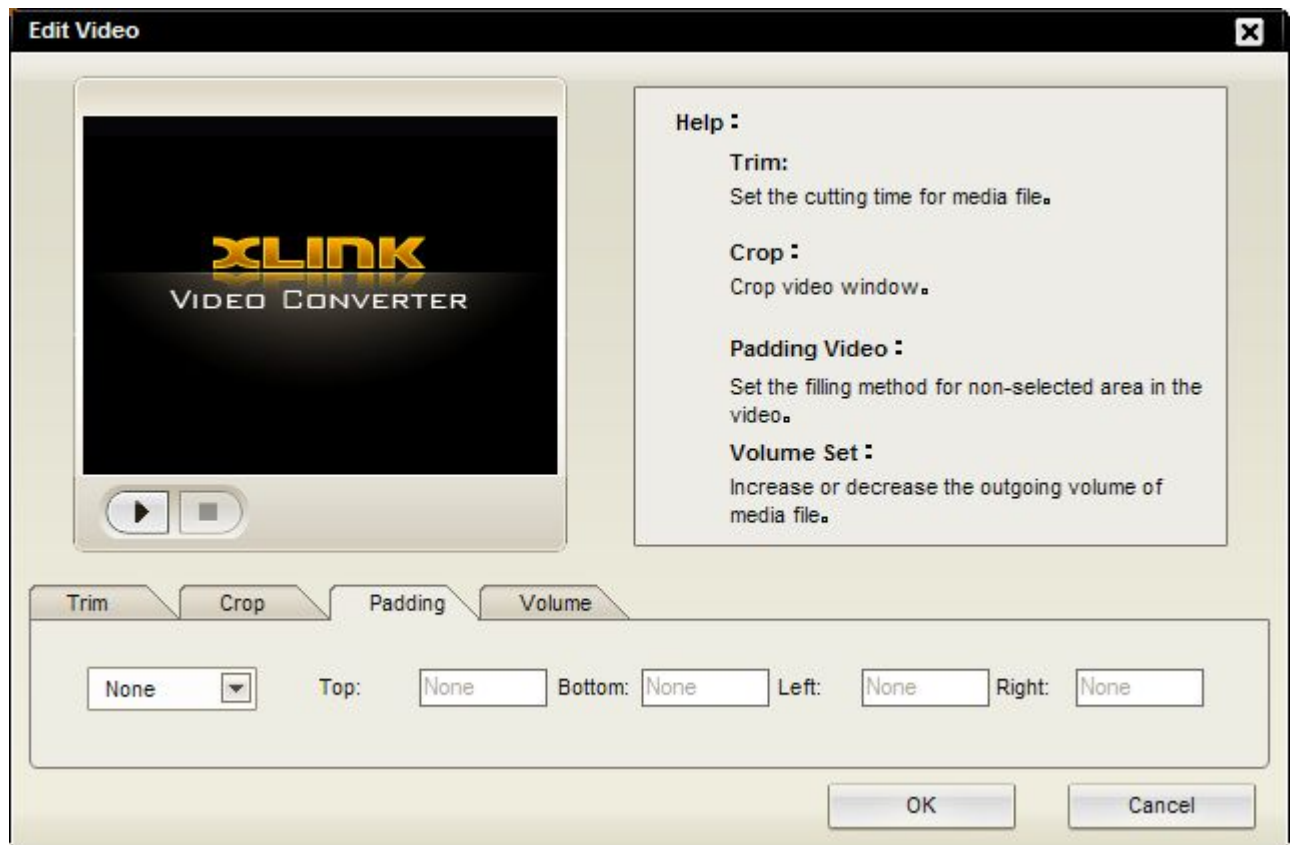 Edit Video
XLINK
VIDEO CONVERTER
Help：
Trim:
Set the cutting time for media file。
Crop：
Crop video window。
Padding Video：
Set the filling method for non-selected area in the
video。
Volume Set：
Increase or decrease the outgoing volume of
media file。
Trim Crop Padding Volume
None Top: None Bottom: None Left: None Right: None
OK Cancel